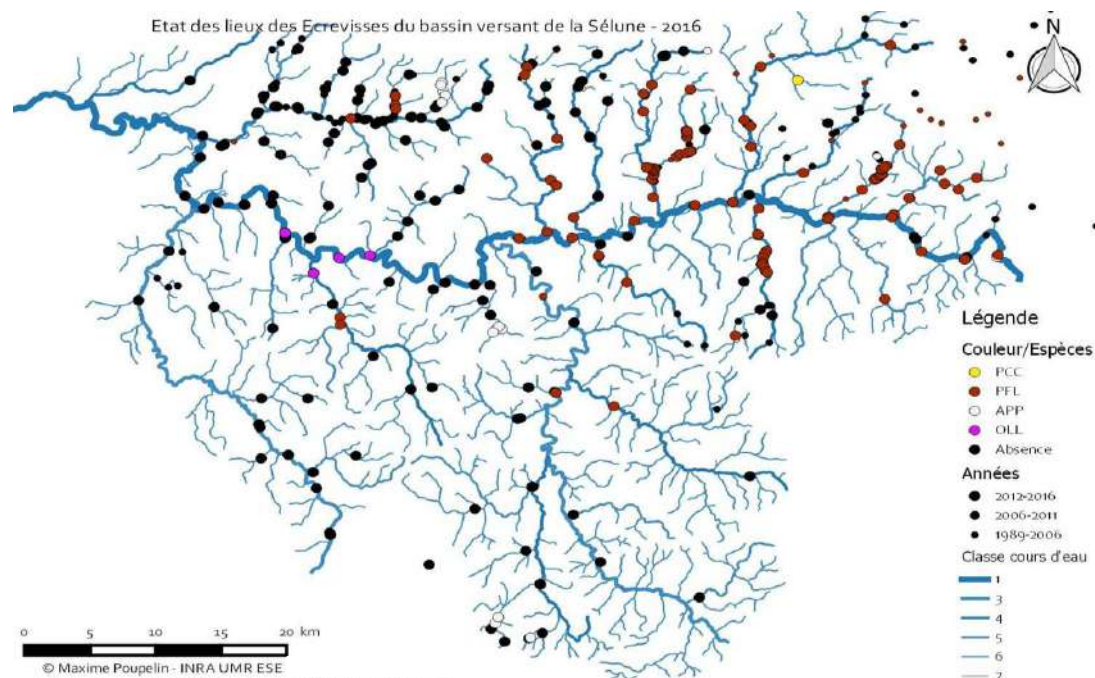 Etat des lieux des Ecrevisses du bassin versant de la Sélune - 2016
N
Légende
Couleur/Espèces
PCC
PFL
APP
OLL
Absence
Années
2012-2016
2006-2011
1989-2006
Classe cours d'eau
1
3
4
5
6
7
0 5 10 15 20 km
© Maxime Poupelin - INRA UMR ESE